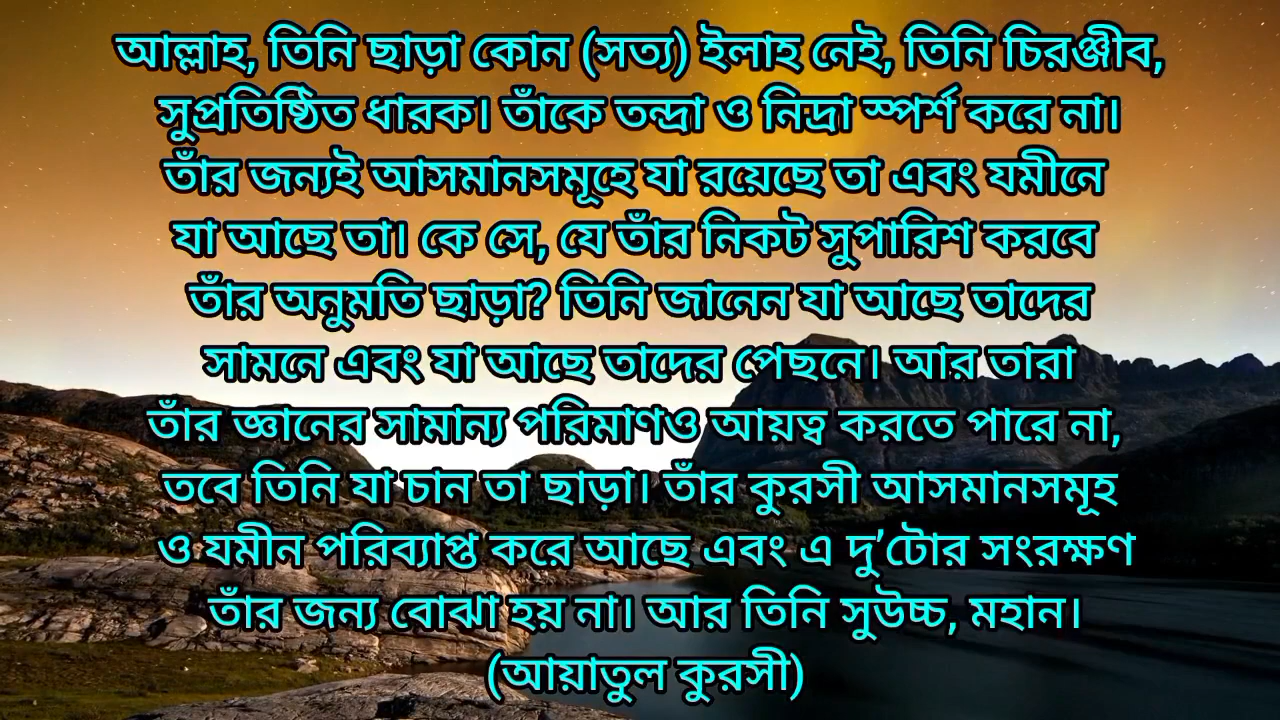 আল্লাহ, তিনি ছাড়া কোন (সত্য) ইলাহ নেই, তিনি চিরঞ্জীব,
সুপ্রতিষ্ঠিত ধারক। তাঁকে তন্দ্রা ও নিদ্রা স্পর্শ করে না।
তাঁর জন্যই আসমানসমূহে যা রয়েছে তা এবং যমীনে
যা আছে তা। কে সে, যে তাঁর নিকট সুপারিশ করবে
তাঁর অনুমতি ছাড়া? তিনি জানেন যা আছে তাদের
সামনে এবং যা আছে তাদের পেছনে। আর তারা
তাঁর জ্ঞানের সামান্য পরিমাণও আয়ত্ব করতে পারে না,
তবে তিনি যা চান তা ছাড়া। তাঁর কুরসী আসমানসমূহ
ও যমীন পরিব্যাপ্ত করে আছে এবং এ দু’টোর সংরক্ষণ
তাঁর জন্য বোঝা হয় না। আর তিনি সুউচ্চ, মহান।
(আয়াতুল কুরসী)